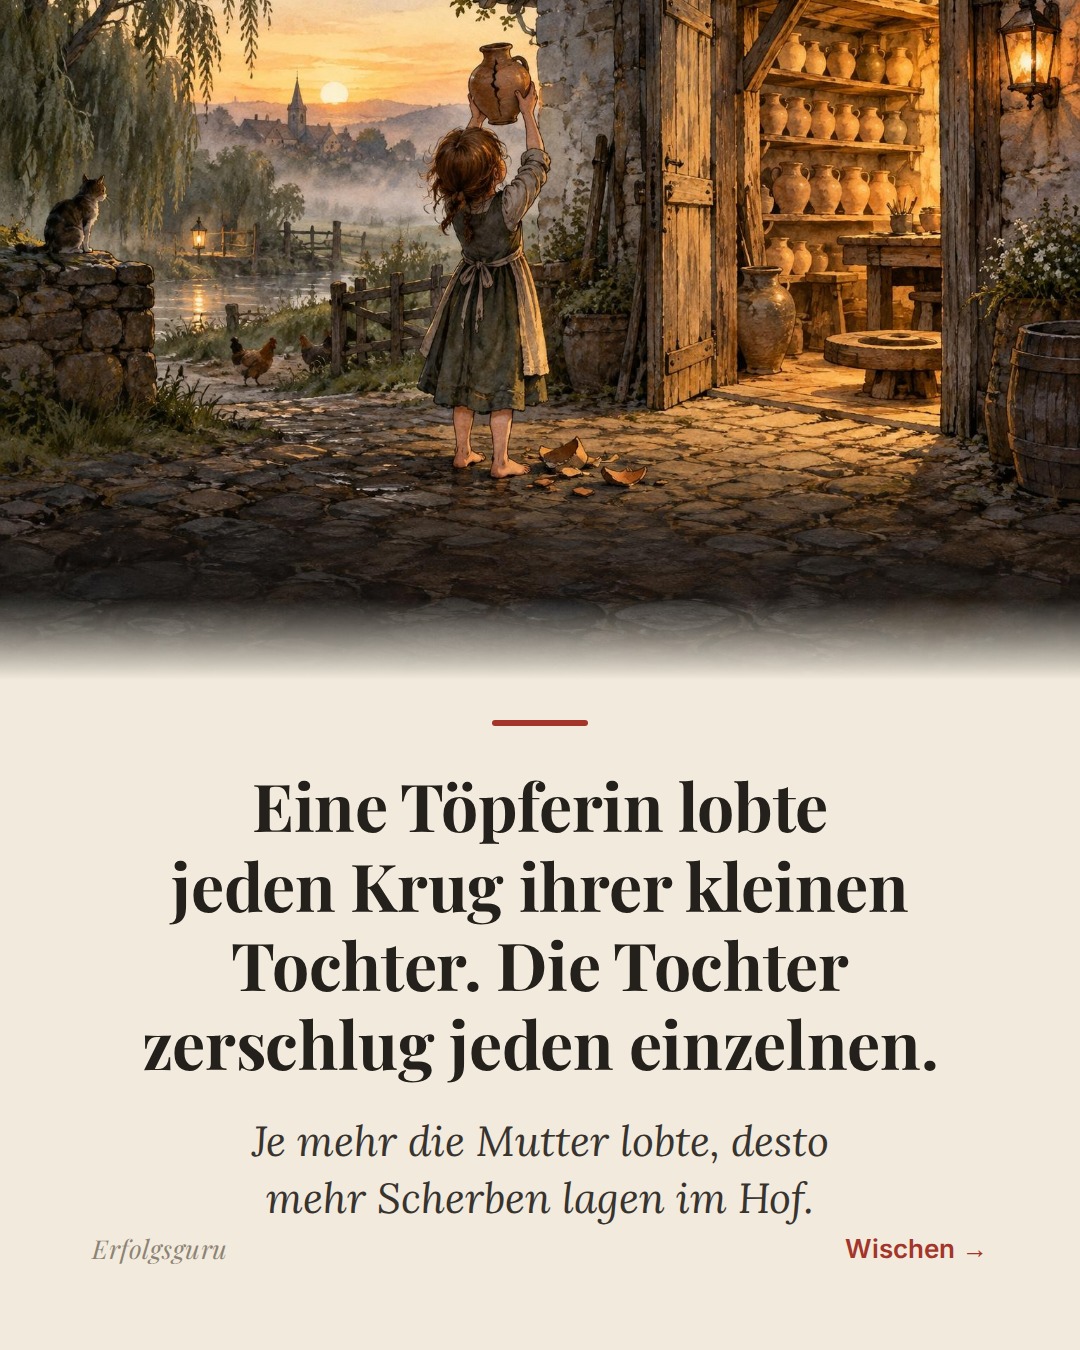 Eine Töpferin lobte
jeden Krug ihrer kleinen
Tochter. Die Tochter
zerschlug jeden einzelnen.
Je mehr die Mutter lobte, desto
mehr Scherben lagen im Hof.
Erfolgsguru
Wischen →